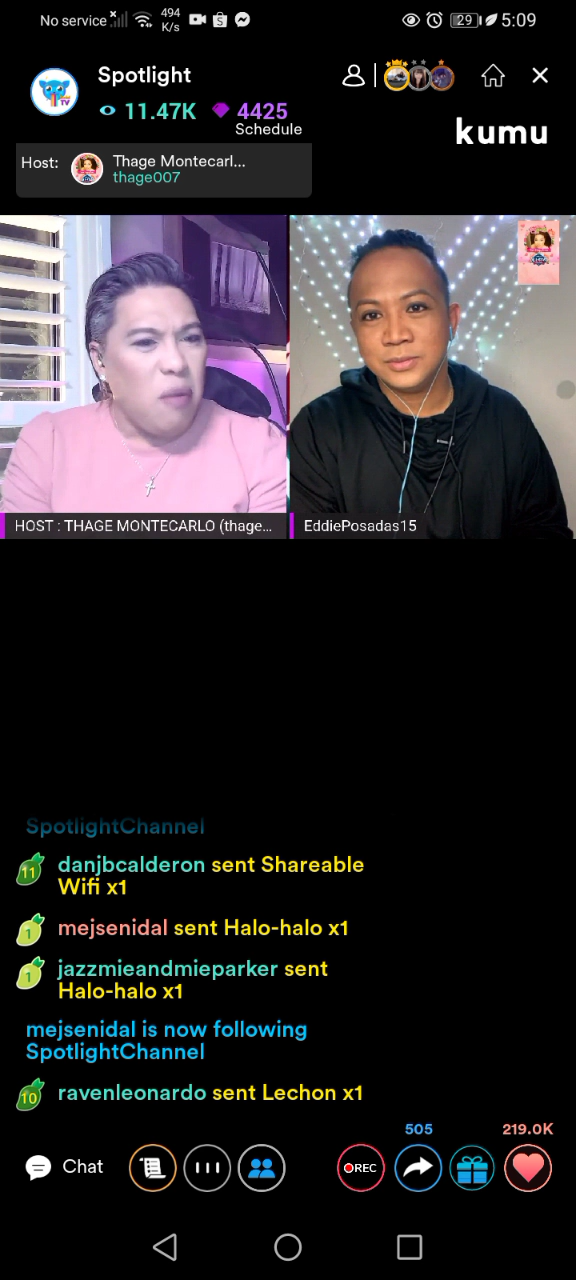 No service
494
K/s
29
5:09
Spotlight
11.47K
4425
Schedule
kumu
TV
Host:
Thage Montecarl...
thage007
HOST : THAGE MONTECARLO (thage...
EddiePosadas15
SpotlightChannel
11
danjbcalderon sent Shareable
Wifi x1
1
mejsenidal sent Halo-halo x1
1
jazzmieandmieparker sent
Halo-halo x1
mejsenidal is now following
SpotlightChannel
10
ravenleonardo sent Lechon x1
505
219.0K
Chat
REC